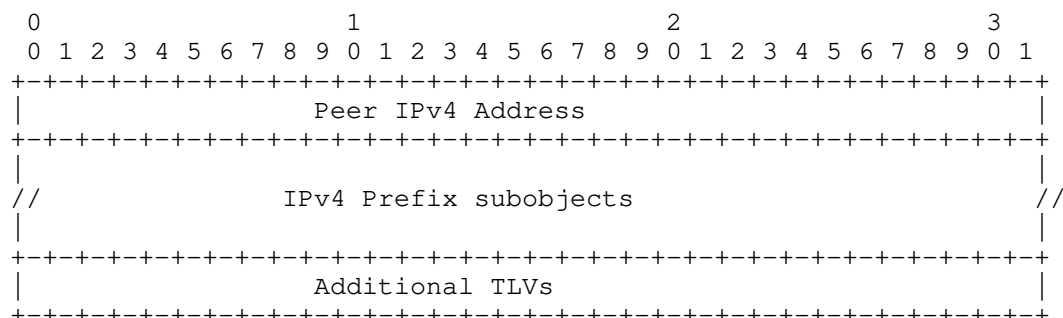 0                   1                   2                   3
 0 1 2 3 4 5 6 7 8 9 0 1 2 3 4 5 6 7 8 9 0 1 2 3 4 5 6 7 8 9 0 1
+-+-+-+-+-+-+-+-+-+-+-+-+-+-+-+-+-+-+-+-+-+-+-+-+-+-+-+-+-+-+-+-+
|                  Peer IPv4 Address                            |
+-+-+-+-+-+-+-+-+-+-+-+-+-+-+-+-+-+-+-+-+-+-+-+-+-+-+-+-+-+-+-+-+
|                                                               |
//               IPv4 Prefix subobjects                         //
|                                                               |
+-+-+-+-+-+-+-+-+-+-+-+-+-+-+-+-+-+-+-+-+-+-+-+-+-+-+-+-+-+-+-+-+
|                  Additional TLVs                              |
+-+-+-+-+-+-+-+-+-+-+-+-+-+-+-+-+-+-+-+-+-+-+-+-+-+-+-+-+-+-+-+-+